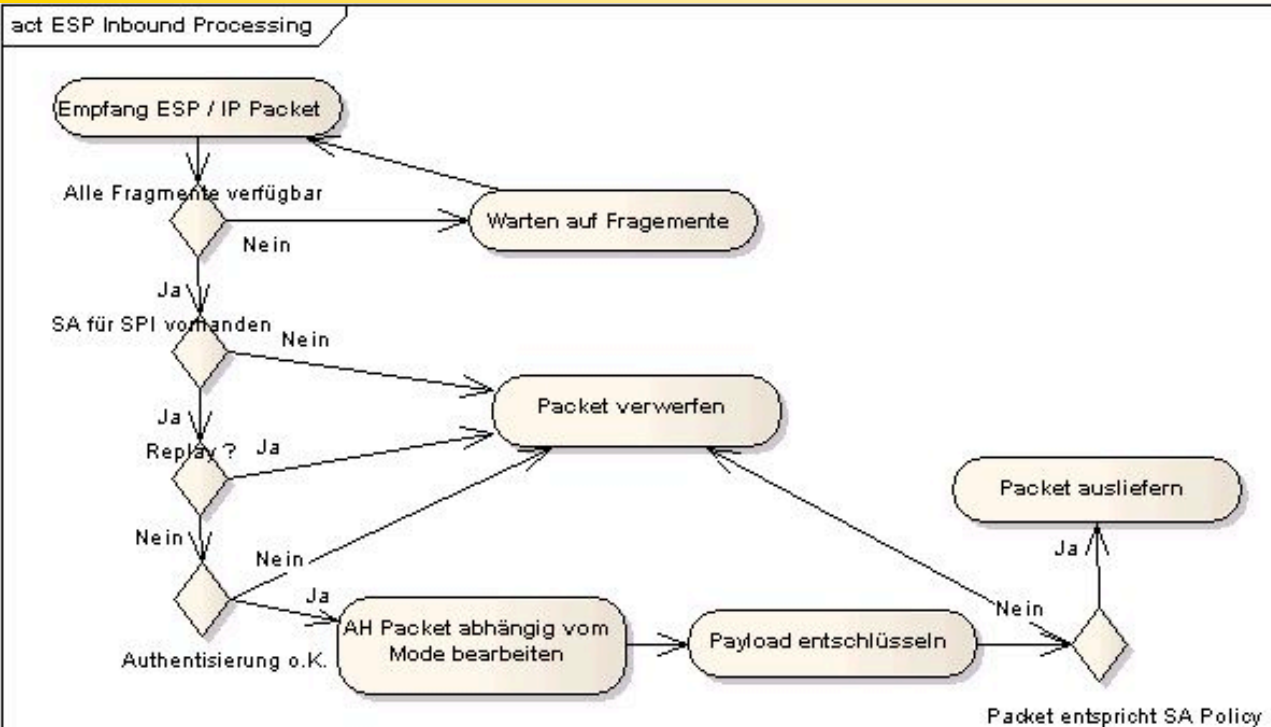 act ESP Inbound Processing
Empfang ESP / IP Packet
Alle Fragmente verfügbar
Warten auf Fragemente
Nein
Ja
SA für SPI vorhanden
Nein
Packet verwerfen
Ja
Replay ?
Ja
Packet ausliefern
Nein
Nein
Ja
Ja
Nein
AH Packet abhängig vom
Mode bearbeiten
Payload entschlüsseln
Authentisierung o.K.
Packet entspricht SA Policy